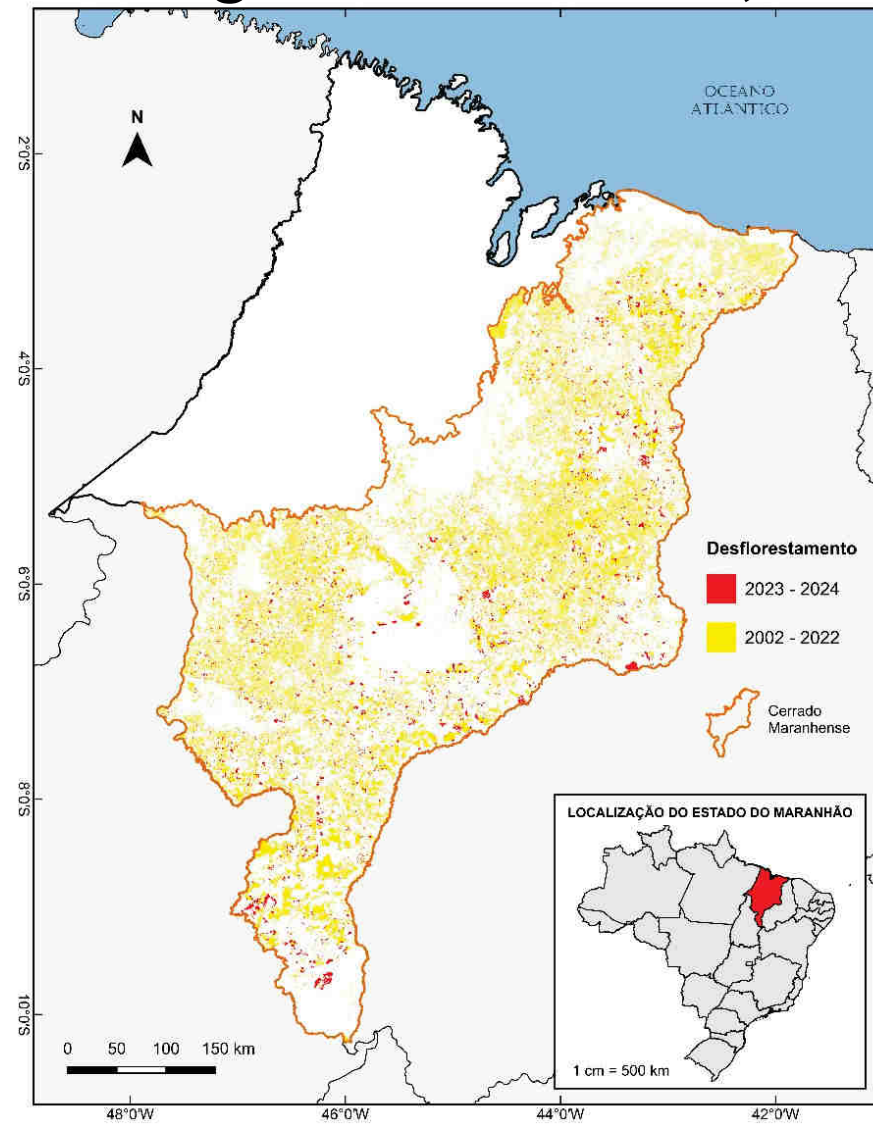 OCEANO
ATLÂNTICO
N
2°0'S
4°0'S
6°0'S
8°0'S
10°0'S
Desflorestamento
2023 - 2024
2002 - 2022
Cerrado
Maranhense
LOCALIZAÇÃO DO ESTADO DO MARANHÃO
1 cm = 500 km
0 50 100 150 km
48°0'W 46°0'W 44°0'W 42°0'W